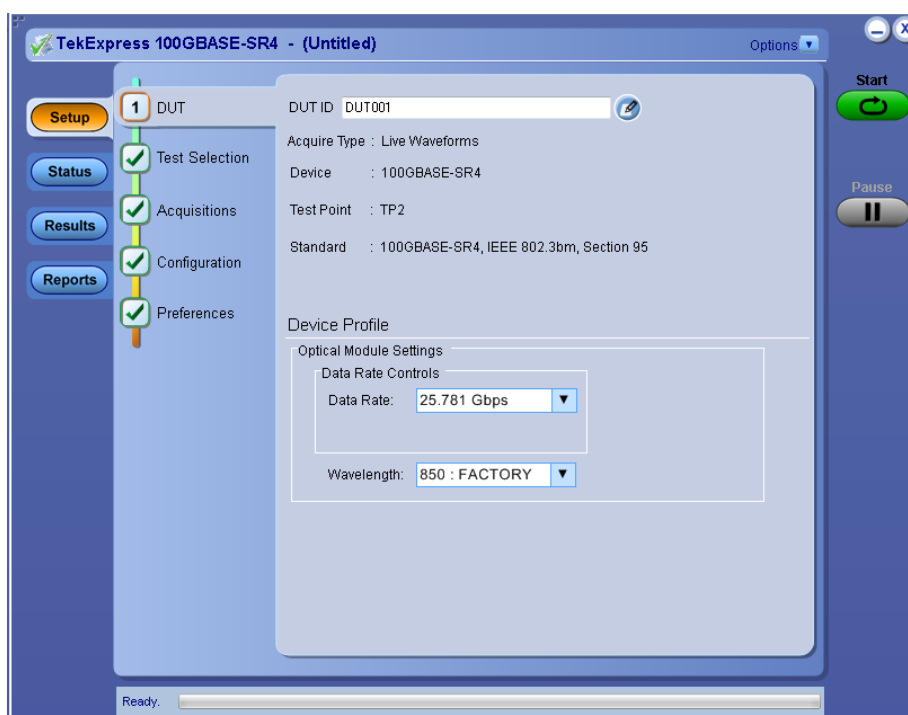 TekExpress 100GBASE-SR4 - (Untitled)
Options
X
Start
Setup
Status
Results
Reports
1 DUT
Test Selection
Acquisitions
Configuration
Preferences
DUT ID DUT001
Acquire Type : Live Waveforms
Device : 100GBASE-SR4
Test Point : TP2
Standard : 100GBASE-SR4, IEEE 802.3bm, Section 95
Device Profile
Optical Module Settings
Data Rate Controls
Data Rate: 25.781 Gbps
Wavelength: 850 : FACTORY
Pause
Ready.